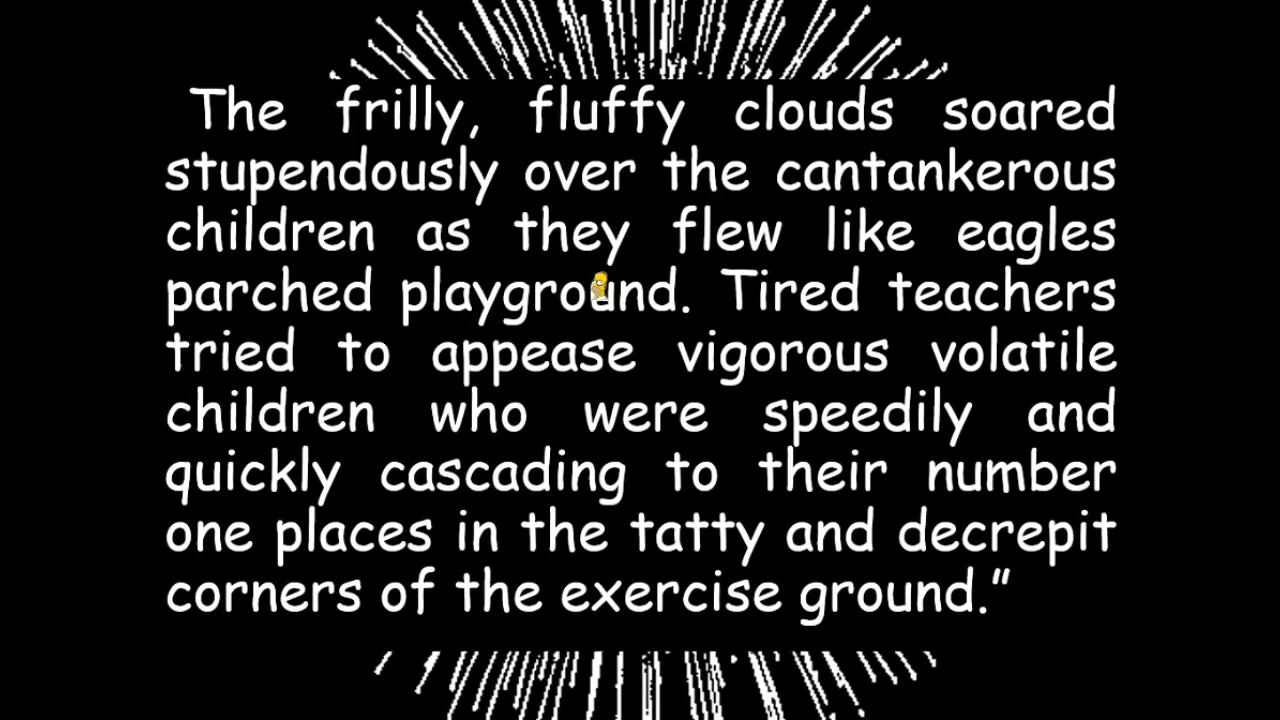 The frilly, fluffy clouds soared
stupendously over the cantankerous
children as they flew like eagles
parched playground. Tired teachers
tried to appease vigorous volatile
children who were speedily and
quickly cascading to their number
one places in the tatty and decrepit
corners of the exercise ground.”